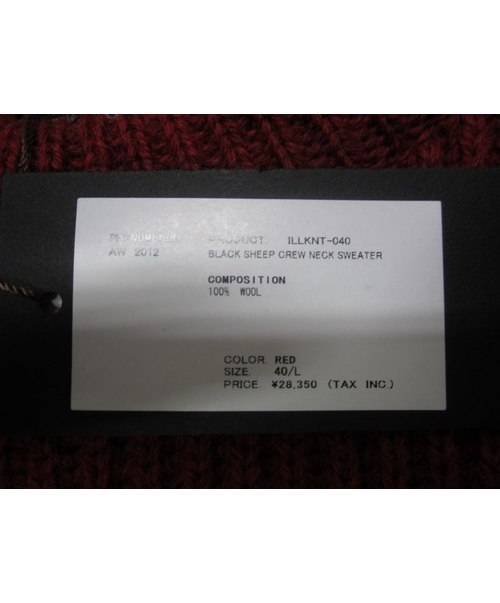 PHENOMENON
AW 2012
PRODUCT. ILLKNT-040
BLACK SHEEP CREW NECK SWEATER
COMPOSITION
100% WOOL
COLOR. RED
SIZE. 40/L
PRICE. ¥28,350 (TAX INC.)